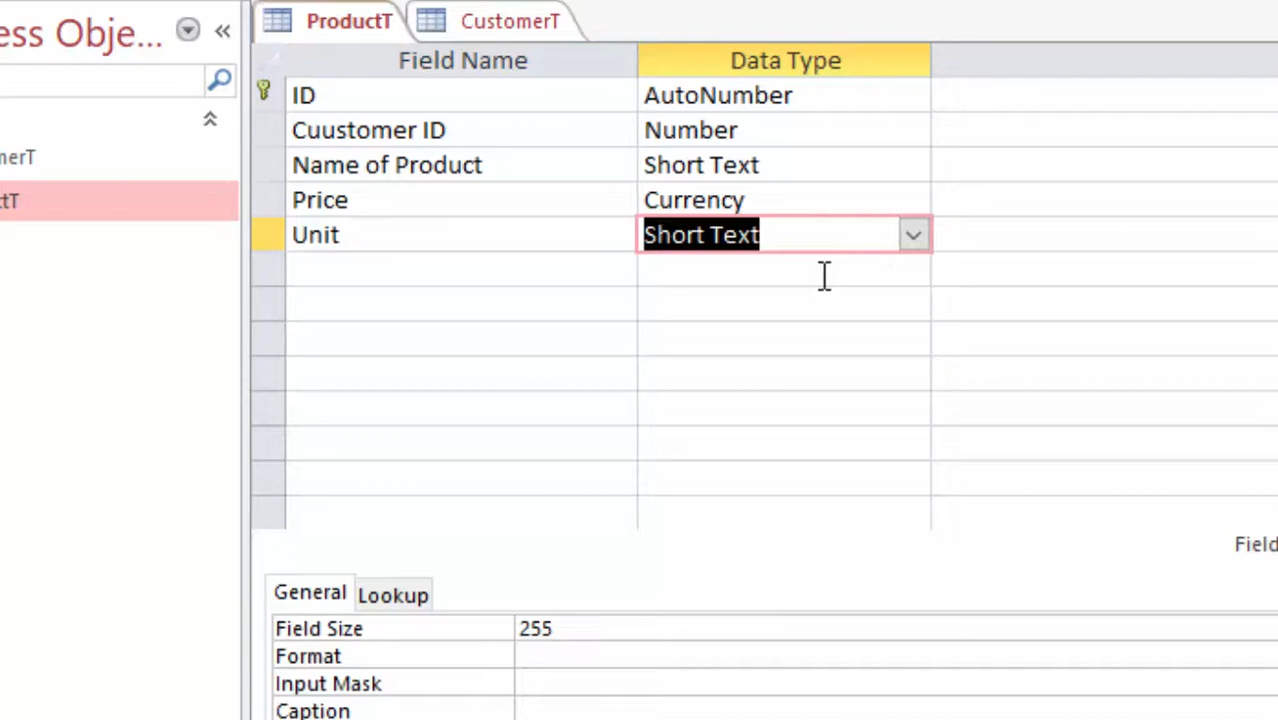 ess Obje...
ProductT
CustomerT
Field Name
Data Type
ID
AutoNumber
Cuustomer ID
Number
Name of Product
Short Text
Price
Currency
Unit
Short Text
merT
tT
Field
General
Lookup
Field Size
255
Format
Input Mask
Caption